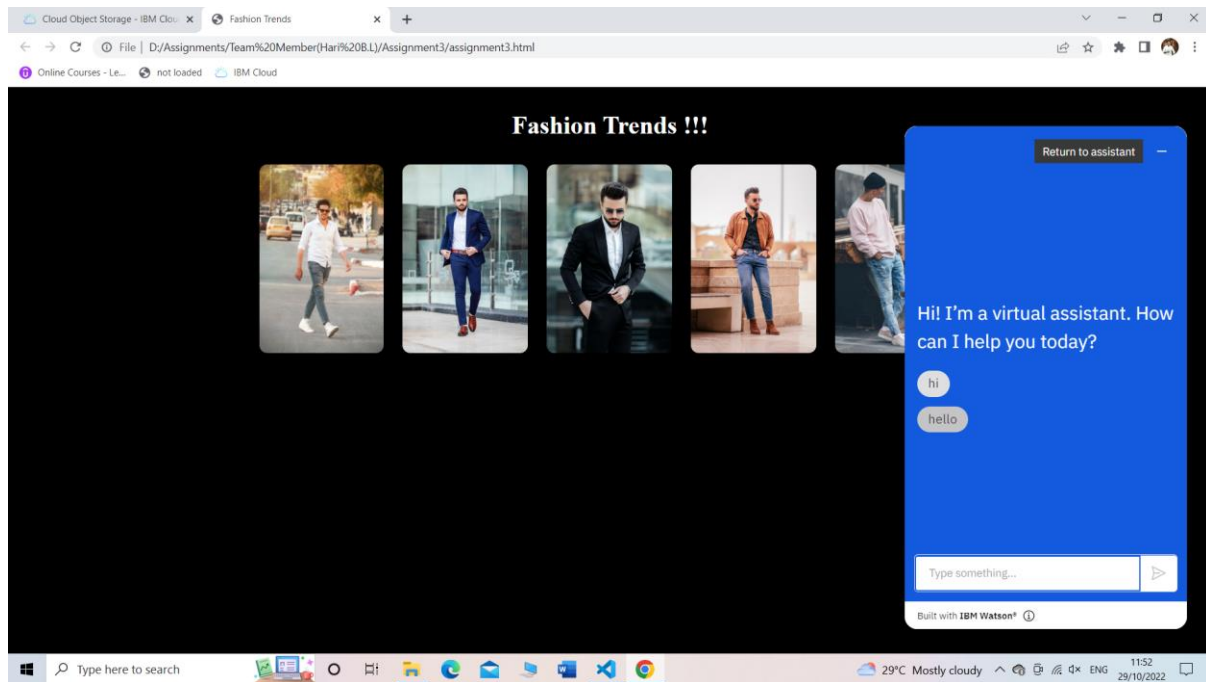 Cloud Object Storage - IBM Clou
Fashion Trends
File | D:/Assignments/Team%20Member(Hari%20B.L)/Assignment3/assignment3.html
Online Courses - Le...
not loaded
IBM Cloud
Fashion Trends !!!
Return to assistant
Hi! I'm a virtual assistant. How
can I help you today?
hi
hello
Type something...
Built with IBM Watson®
Type here to search
29°C Mostly cloudy
ENG
11:52
29/10/2022